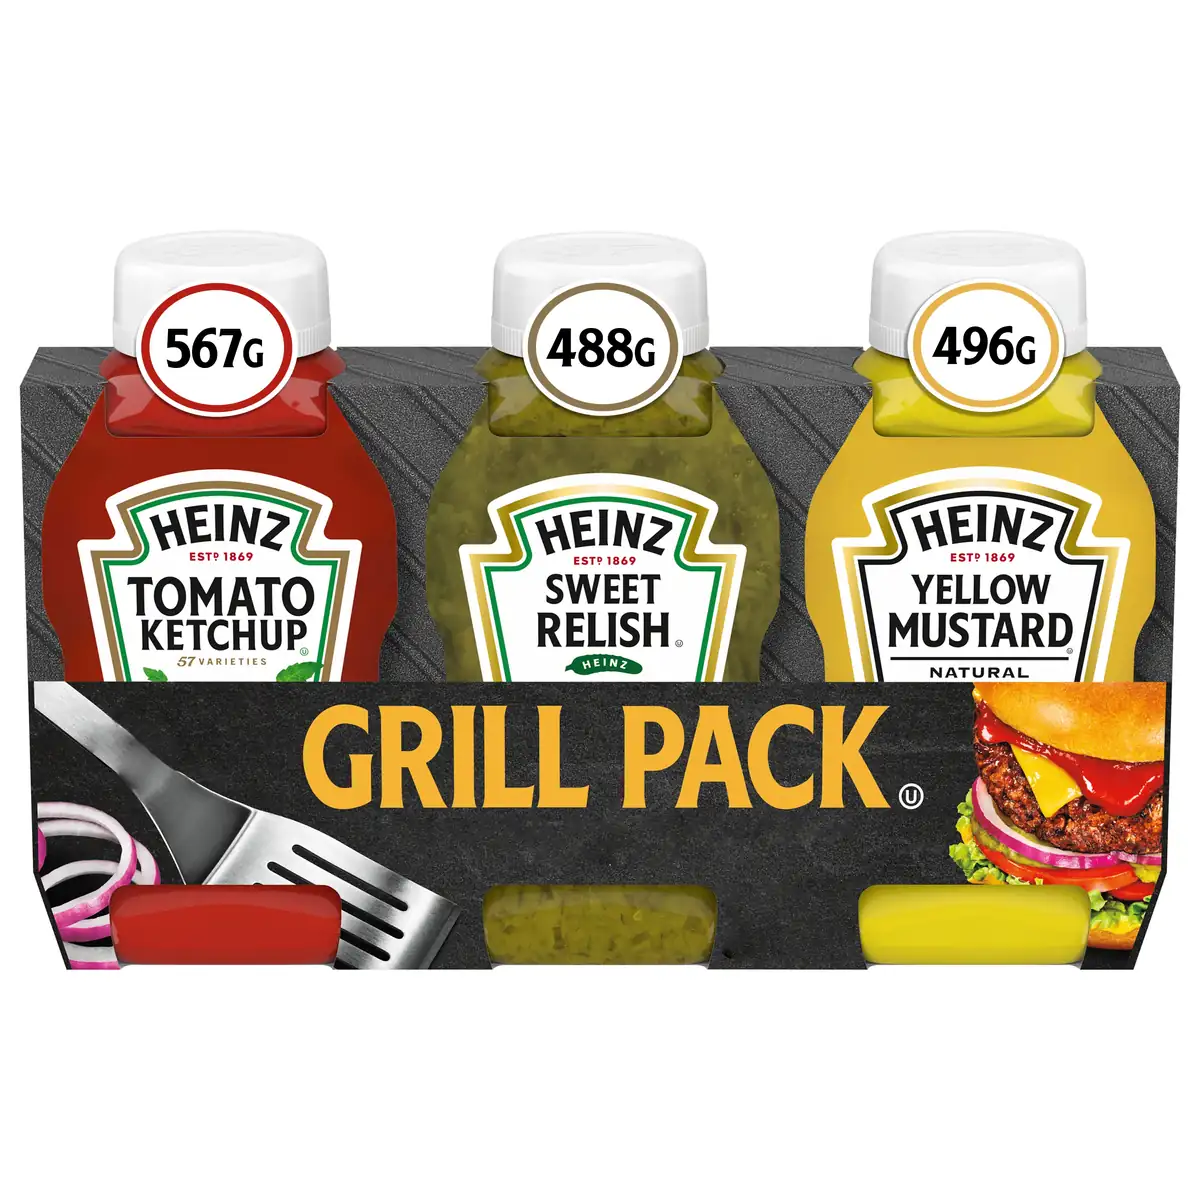 567G
488G
496G
HEINZ
ESTD 1869
TOMATO
KETCHUP
57 VARIETIES
HEINZ
ESTD 1869
SWEET
RELISH
HEINZ
HEINZ
ESTD 1869
YELLOW
MUSTARD
NATURAL
GRILL PACK
U